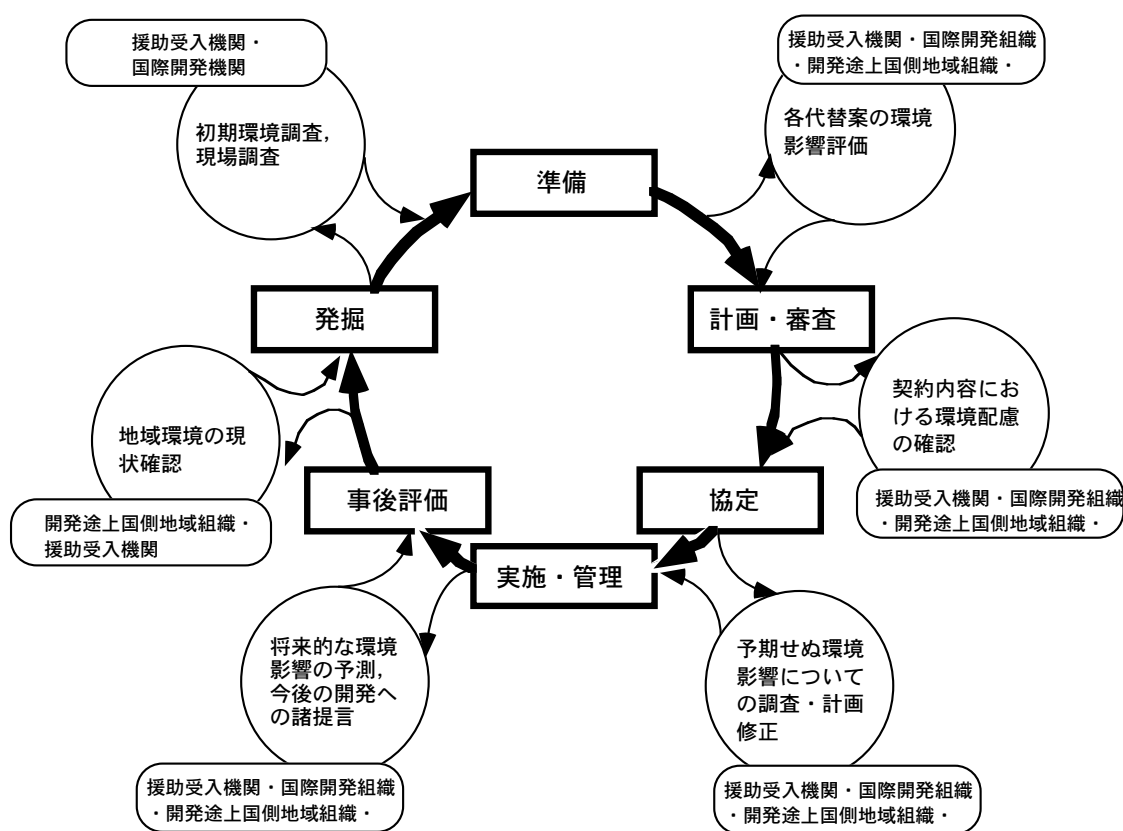 援助受入機関・
国際開発機関
初期環境調査,
現場調査
準備
援助受入機関・国際開発組織
・開発途上国側地域組織・
各代替案の環境
影響評価
発掘
計画・審査
地域環境の現
状確認
開発途上国側地域組織・
援助受入機関
契約内容にお
ける環境配慮
の確認
援助受入機関・国際開発組織
・開発途上国側地域組織・
事後評価
協定
実施・管理
将来的な環境
影響の予測,
今後の開発へ
の諸提言
援助受入機関・国際開発組織
・開発途上国側地域組織・
予期せぬ環境
影響について
の調査・計画
修正
援助受入機関・国際開発組織
・開発途上国側地域組織・